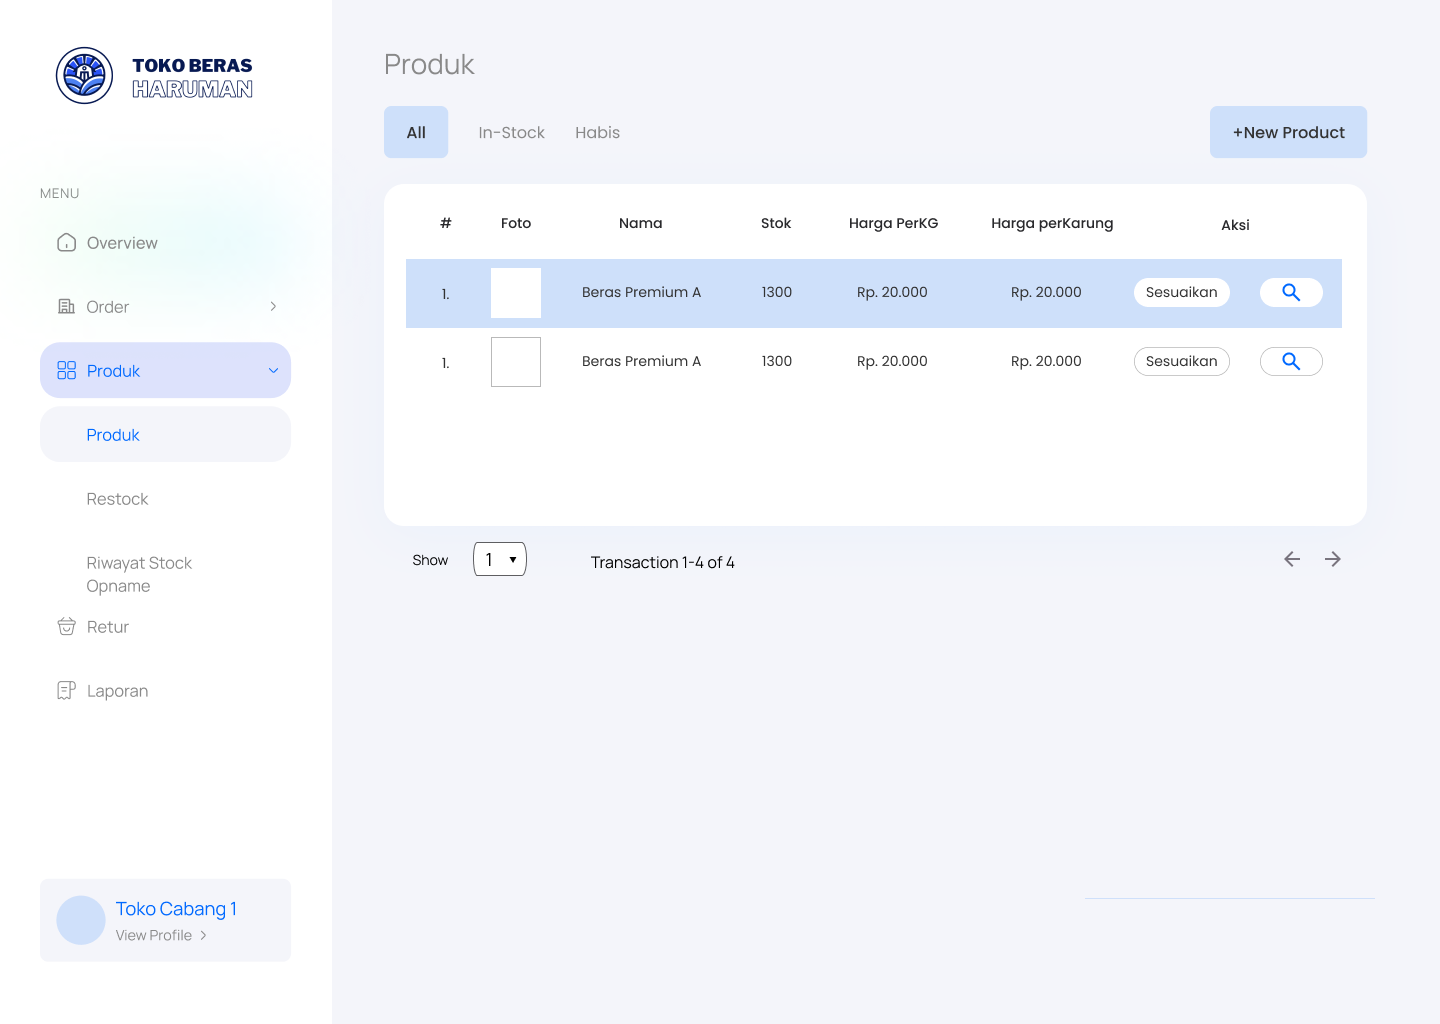 TOKO BERAS
HARUMAN
MENU
Overview
Order
Produk
Produk
Restock
Riwayat Stock
Opname
Retur
Laporan
Toko Cabang 1
View Profile
Produk
All In-Stock Habis +New Product
# Foto Nama Stok Harga PerKG Harga perKarung Aksi
1. Beras Premium A 1300 Rp. 20.000 Rp. 20.000 Sesuaikan
1. Beras Premium A 1300 Rp. 20.000 Rp. 20.000 Sesuaikan
Show 1 Transaction 1-4 of 4